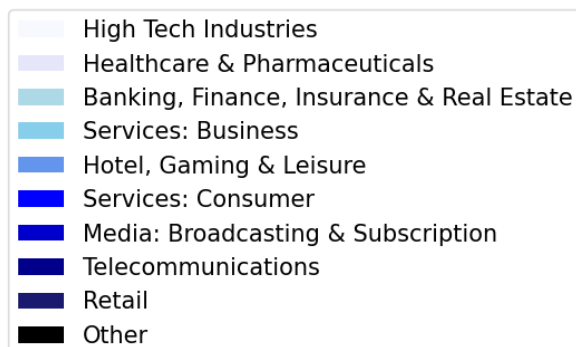 High Tech Industries
Healthcare & Pharmaceuticals
Banking, Finance, Insurance & Real Estate
Services: Business
Hotel, Gaming & Leisure
Services: Consumer
Media: Broadcasting & Subscription
Telecommunications
Retail
Other